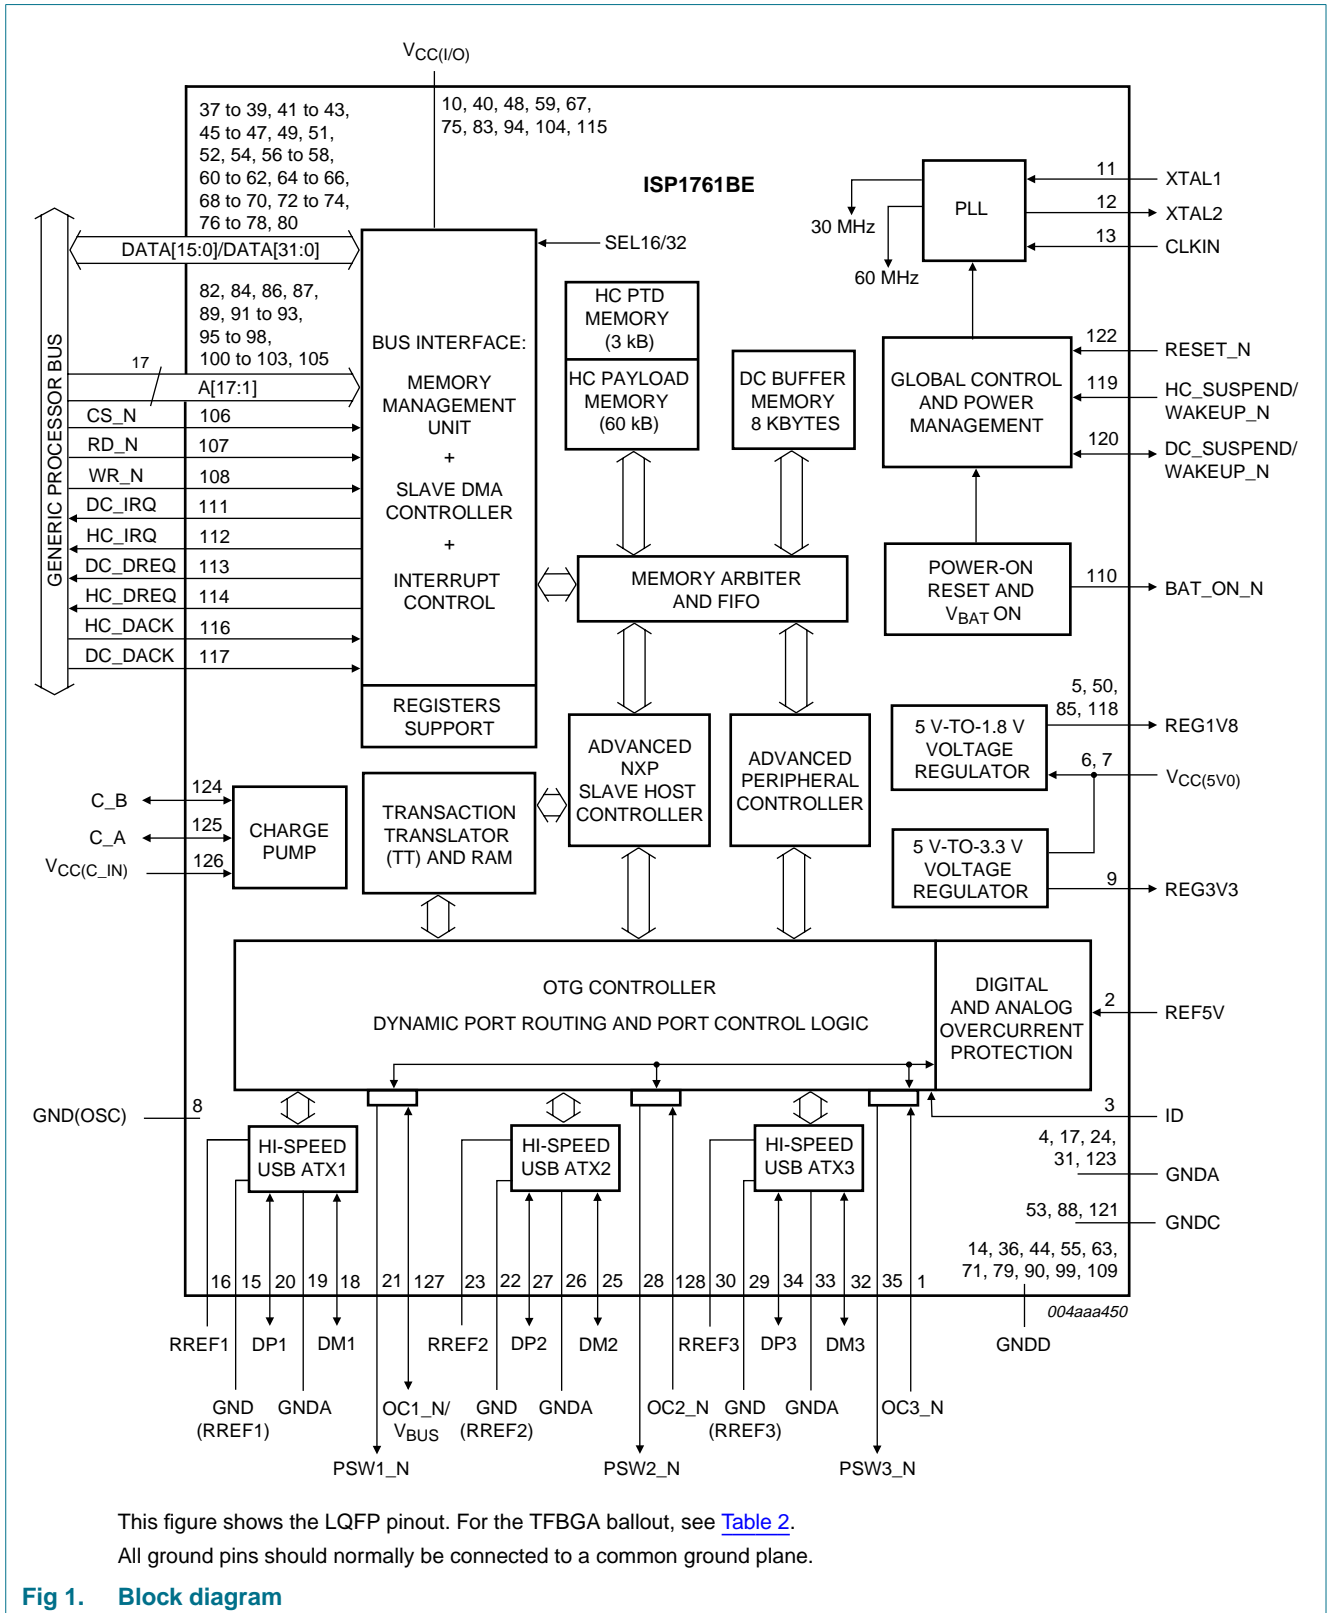 VCC(I/O)
37 to 39, 41 to 43,
45 to 47, 49, 51,
52, 54, 56 to 58,
60 to 62, 64 to 66,
68 to 70, 72 to 74,
76 to 78, 80
10, 40, 48, 59, 67,
75, 83, 94, 104, 115
ISP1761BE
GENERIC PROCESSOR BUS
DATA[15:0]/DATA[31:0]
82, 84, 86, 87,
89, 91 to 93,
95 to 98,
100 to 103, 105
17
A[17:1]
CS_N 106
RD_N 107
WR_N 108
DC_IRQ 111
HC_IRQ 112
DC_DREQ 113
HC_DREQ 114
HC_DACK 116
DC_DACK 117
BUS INTERFACE:
MEMORY
MANAGEMENT
UNIT
+
SLAVE DMA
CONTROLLER
+
INTERRUPT
CONTROL
REGISTERS
SUPPORT
SEL16/32
HC PTD
MEMORY
(3 kB)
HC PAYLOAD
MEMORY
(60 kB)
DC BUFFER
MEMORY
8 KBYTES
MEMORY ARBITER
AND FIFO
PLL
30 MHz
60 MHz
11 XTAL1
12 XTAL2
13 CLKIN
GLOBAL CONTROL
AND POWER
MANAGEMENT
122 RESET_N
119 HC_SUSPEND/
WAKEUP_N
120 DC_SUSPEND/
WAKEUP_N
POWER-ON
RESET AND
VBAT ON
110 BAT_ON_N
5 V-TO-1.8 V
VOLTAGE
REGULATOR
5, 50,
85, 118
REG1V8
6, 7
VCC(5V0)
5 V-TO-3.3 V
VOLTAGE
REGULATOR
9 REG3V3
ADVANCED
NXP
SLAVE HOST
CONTROLLER
ADVANCED
PERIPHERAL
CONTROLLER
TRANSACTION
TRANSLATOR
(TT) AND RAM
C_B 124
C_A 125
VCC(C_IN) 126
CHARGE
PUMP
OTG CONTROLLER
DYNAMIC PORT ROUTING AND PORT CONTROL LOGIC
DIGITAL
AND ANALOG
OVERCURRENT
PROTECTION
2 REF5V
3 ID
GND(OSC) 8
HI-SPEED
USB ATX1
HI-SPEED
USB ATX2
HI-SPEED
USB ATX3
4, 17, 24,
31, 123
GNDA
53, 88, 121
GNDC
14, 36, 44, 55, 63,
71, 79, 90, 99, 109
GNDD
16 15 20 19 18 21 127 23 22 27 26 25 28 128 30 29 34 33 32 35 1
004aaa450
RREF1 DP1 DM1 RREF2 DP2 DM2 RREF3 DP3 DM3
GND
(RREF1)
GNDA
OC1_N/
VBUS
GND
(RREF2)
GNDA
OC2_N
GND
(RREF3)
GNDA
OC3_N
PSW1_N PSW2_N PSW3_N
This figure shows the LQFP pinout. For the TFBGA ballout, see Table 2.
All ground pins should normally be connected to a common ground plane.
Fig 1. Block diagram